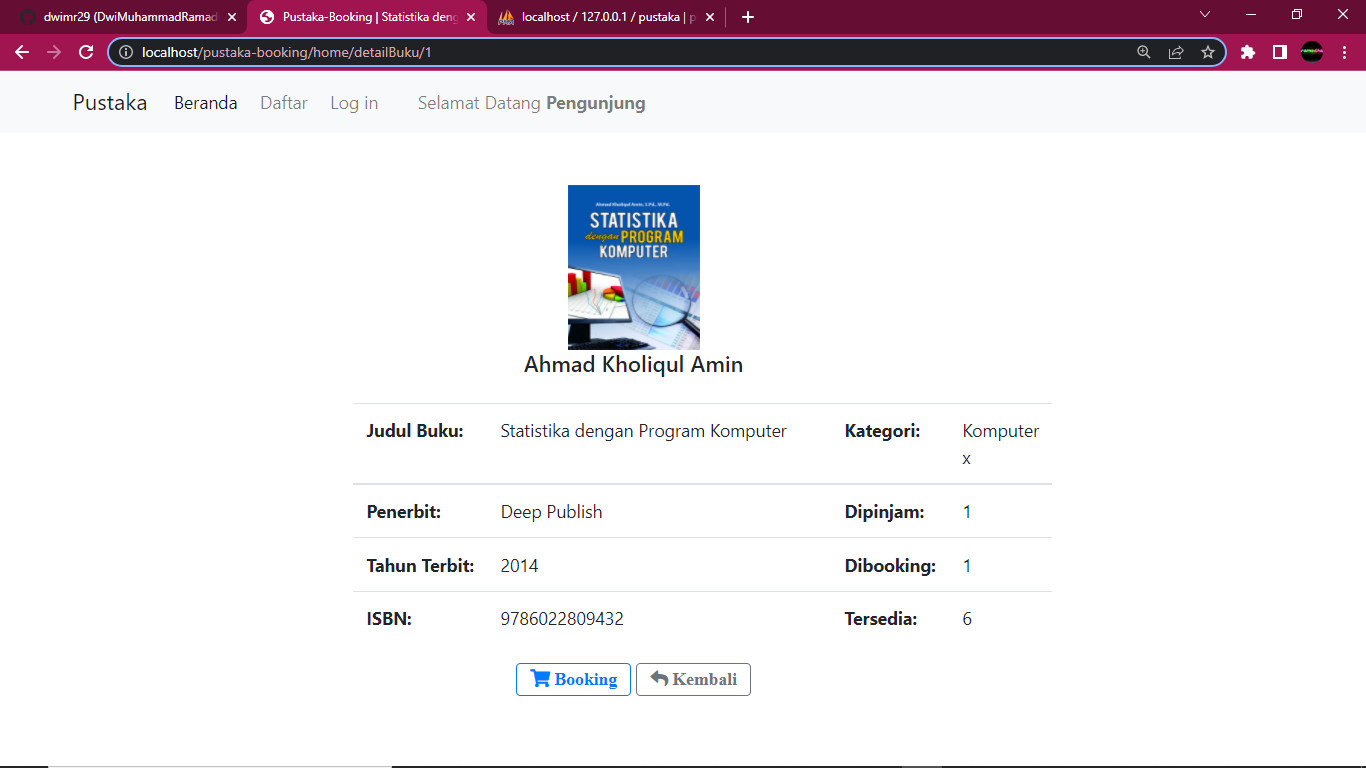 dwimr29 (DwiMuhammadRamad
Pustaka-Booking | Statistika deng
localhost / 127.0.0.1 / pustaka | p
localhost/pustaka-booking/home/detailBuku/1
Pustaka Beranda Daftar Log in Selamat Datang Pengunjung
Ahmad Kholiqul Amin, S.Pd., M.Pd.
STATISTIKA
dengan PROGRAM
KOMPUTER
Ahmad Kholiqul Amin
Judul Buku: Statistika dengan Program Komputer Kategori: Komputer
x
Penerbit: Deep Publish Dipinjam: 1
Tahun Terbit: 2014 Dibooking: 1
ISBN: 9786022809432 Tersedia: 6
Booking Kembali